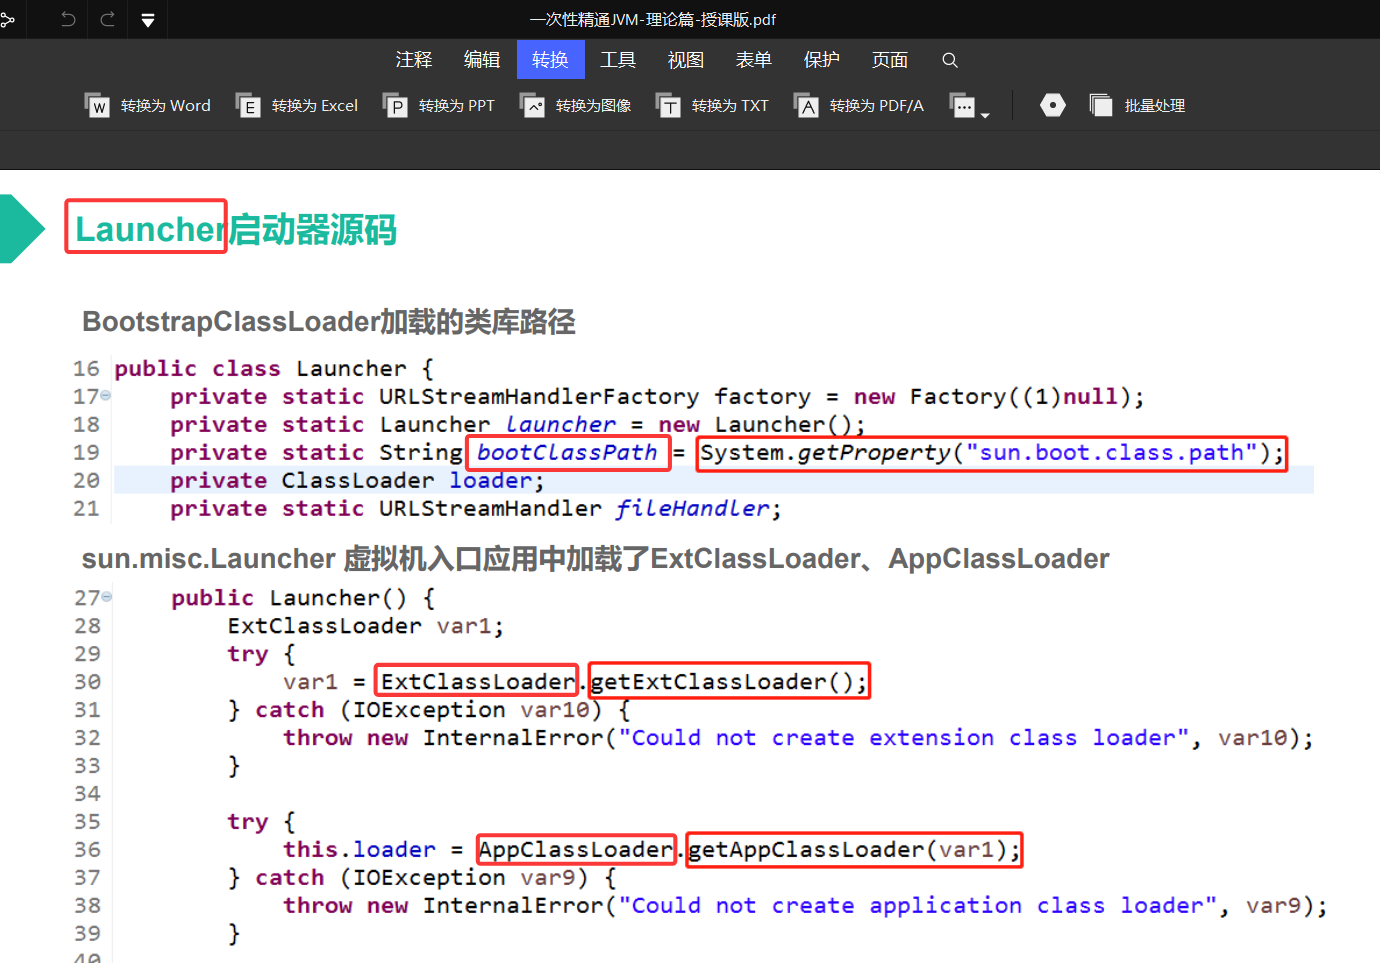 一次性精通JVM-理论篇-授课版.pdf
注释 编辑 转换 工具 视图 表单 保护 页面
W 转换为 Word E 转换为 Excel P 转换为 PPT 转换为图像 T 转换为 TXT A 转换为 PDF/A 批量处理
Launcher启动器源码
BootstrapClassLoader加载的类库路径
16 public class Launcher {
17 private static URLStreamHandlerFactory factory = new Factory((1)null);
18 private static Launcher launcher = new Launcher();
19 private static String bootClassPath = System.getProperty("sun.boot.class.path");
20 private ClassLoader loader;
21 private static URLStreamHandler fileHandler;
sun.misc.Launcher 虚拟机入口应用中加载了ExtClassLoader、AppClassLoader
27 public Launcher() {
28 ExtClassLoader var1;
29 try {
30 var1 = ExtClassLoader.getExtClassLoader();
31 } catch (IOException var10) {
32 throw new InternalError("Could not create extension class loader", var10);
33 }
34
35 try {
36 this.loader = AppClassLoader.getAppClassLoader(var1);
37 } catch (IOException var9) {
38 throw new InternalError("Could not create application class loader", var9);
39 }
40